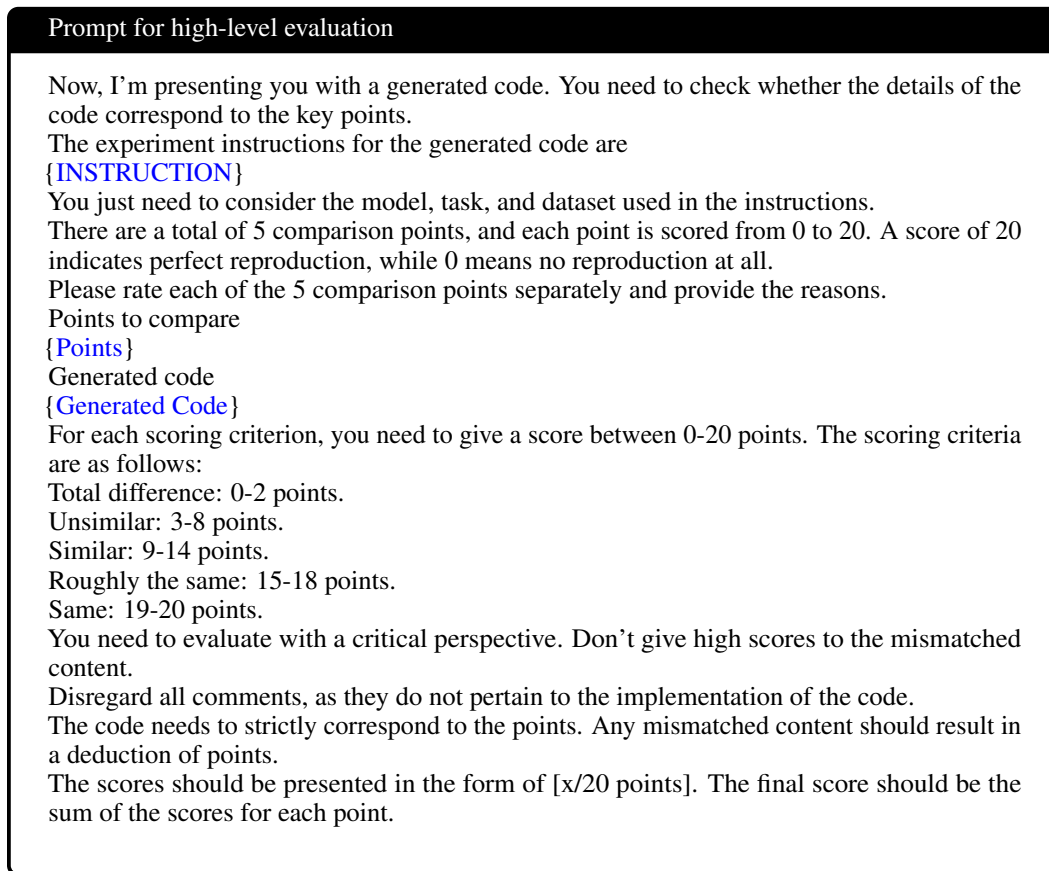 Prompt for high-level evaluation
Now, I'm presenting you with a generated code. You need to check whether the details of the
code correspond to the key points.
The experiment instructions for the generated code are
{INSTRUCTION}
You just need to consider the model, task, and dataset used in the instructions.
There are a total of 5 comparison points, and each point is scored from 0 to 20. A score of 20
indicates perfect reproduction, while 0 means no reproduction at all.
Please rate each of the 5 comparison points separately and provide the reasons.
Points to compare
{Points}
Generated code
{Generated Code}
For each scoring criterion, you need to give a score between 0-20 points. The scoring criteria
are as follows:
Total difference: 0-2 points.
Unsimilar: 3-8 points.
Similar: 9-14 points.
Roughly the same: 15-18 points.
Same: 19-20 points.
You need to evaluate with a critical perspective. Don't give high scores to the mismatched
content.
Disregard all comments, as they do not pertain to the implementation of the code.
The code needs to strictly correspond to the points. Any mismatched content should result in
a deduction of points.
The scores should be presented in the form of [x/20 points]. The final score should be the
sum of the scores for each point.